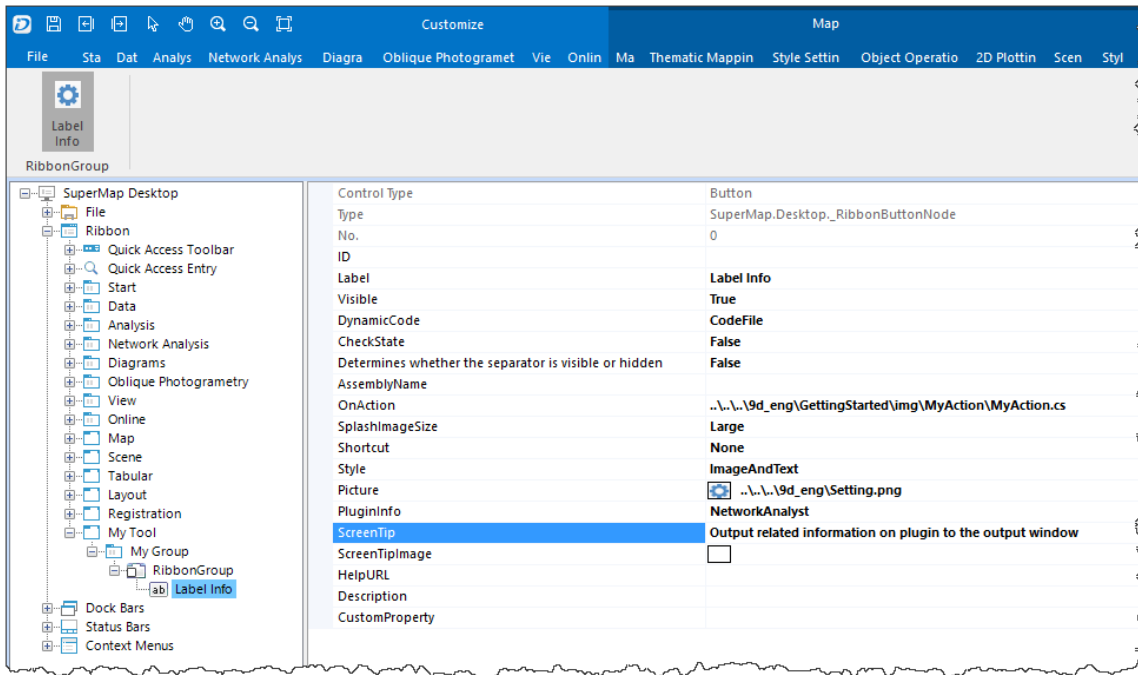 Customize Map
File Sta Dat Analys Network Analys Diagra Oblique Photogramet Vie Onlin Ma Thematic Mappin Style Settin Object Operatio 2D Plottin Scen Styl
Label
Info
RibbonGroup
SuperMap Desktop
File
Ribbon
Quick Access Toolbar
Quick Access Entry
Start
Data
Analysis
Network Analysis
Diagrams
Oblique Photogrametry
View
Online
Map
Scene
Tabular
Layout
Registration
My Tool
My Group
RibbonGroup
ab Label Info
Dock Bars
Status Bars
Context Menus
Control Type Button
Type SuperMap.Desktop._RibbonButtonNode
No. 0
ID
Label Label Info
Visible True
DynamicCode CodeFile
CheckState False
Determines whether the separator is visible or hidden False
AssemblyName
OnAction ..\..\..\9d_eng\GettingStarted\img\MyAction\MyAction.cs
SplashImageSize Large
Shortcut None
Style ImageAndText
Picture ..\..\..\9d_eng\Setting.png
PluginInfo NetworkAnalyst
ScreenTip Output related information on plugin to the output window
ScreenTipImage
HelpURL
Description
CustomProperty